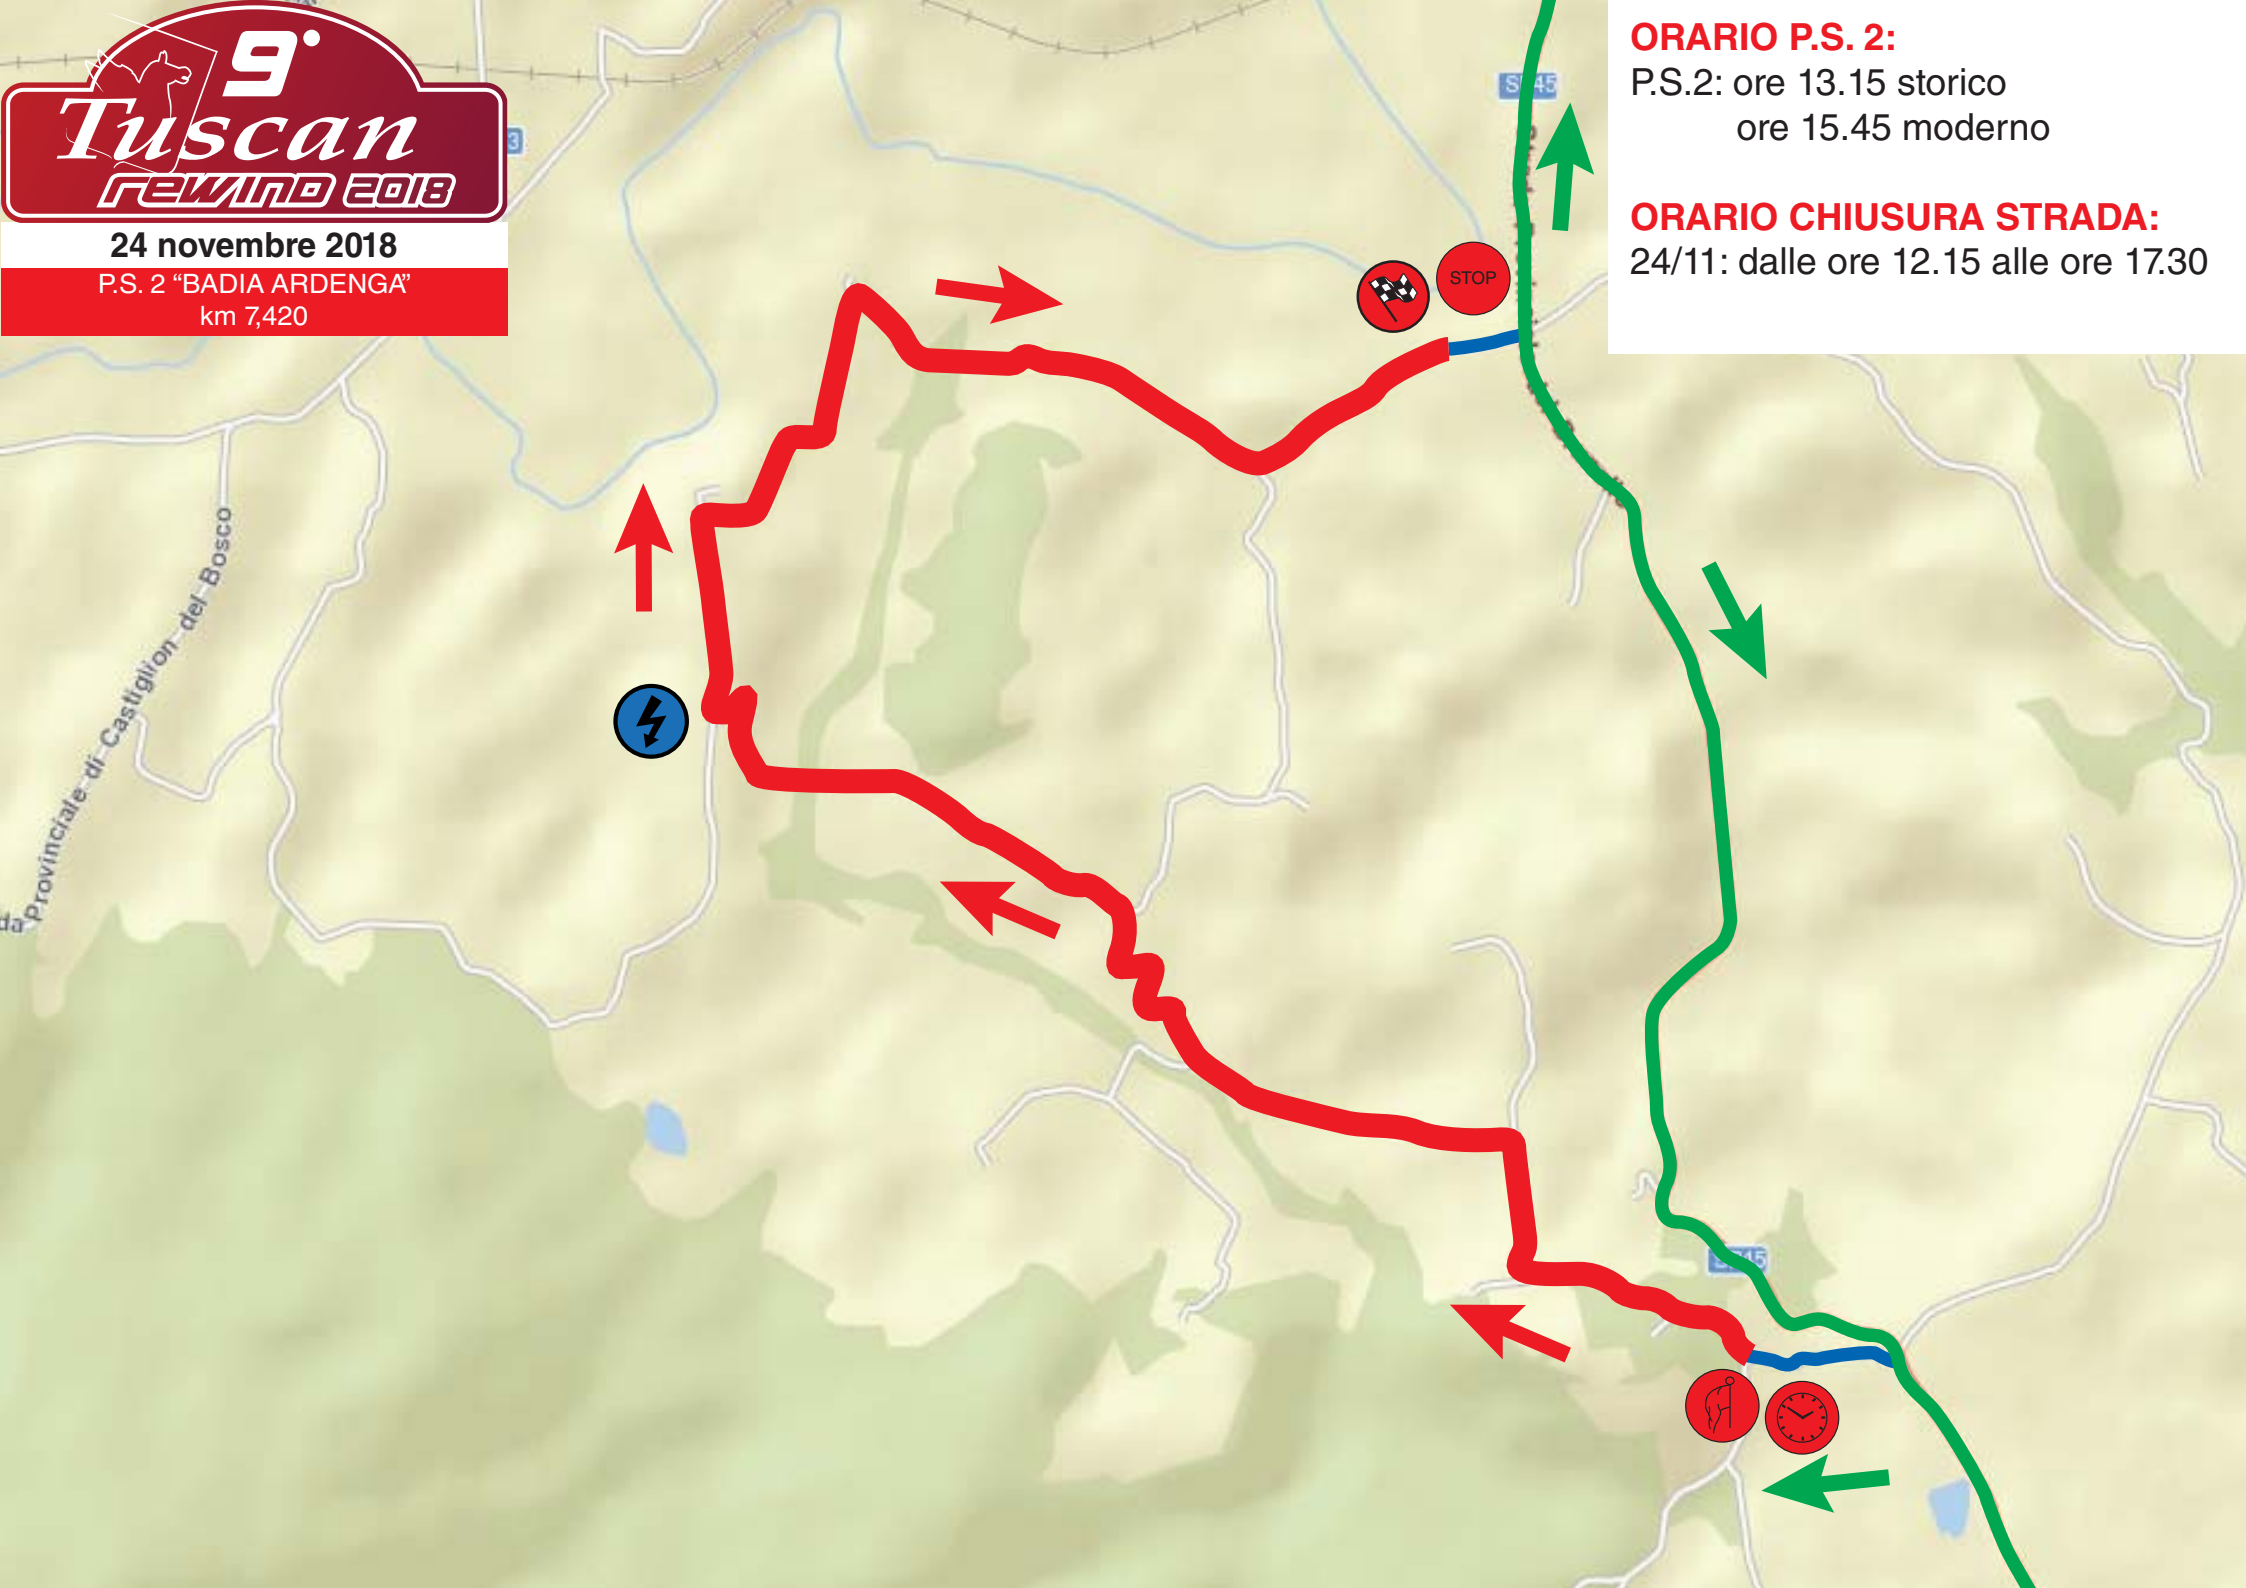 9°
Tuscan
rewind 2018
24 novembre 2018
P.S. 2 “BADIA ARDENGA”
km 7,420
ORARIO P.S. 2:
P.S.2: ore 13.15 storico
ore 15.45 moderno
ORARIO CHIUSURA STRADA:
24/11: dalle ore 12.15 alle ore 17.30
STOP
Provinciale di Castiglion del Bosco